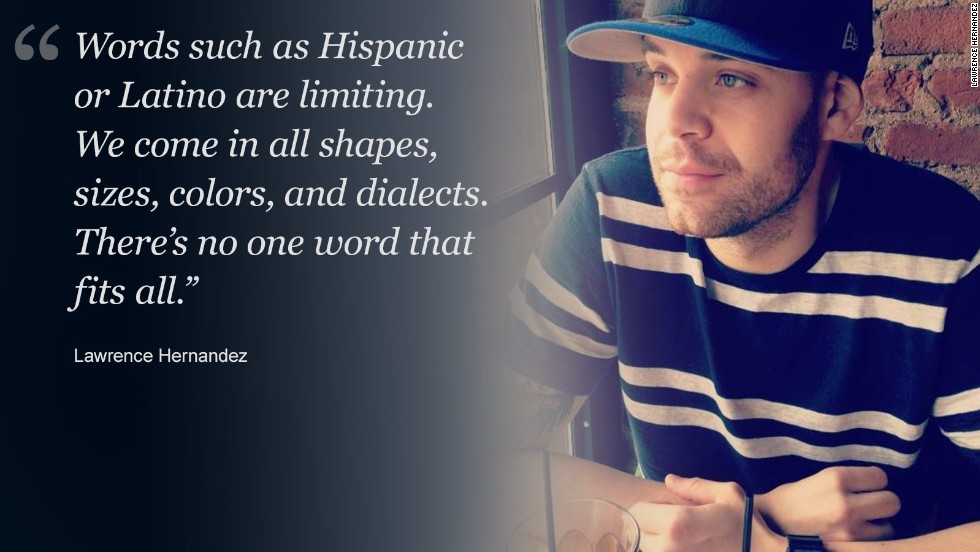 “ Words such as Hispanic
or Latino are limiting.
We come in all shapes,
sizes, colors, and dialects.
There’s no one word that
fits all.”
Lawrence Hernandez
LAWRENCE HERNANDEZ